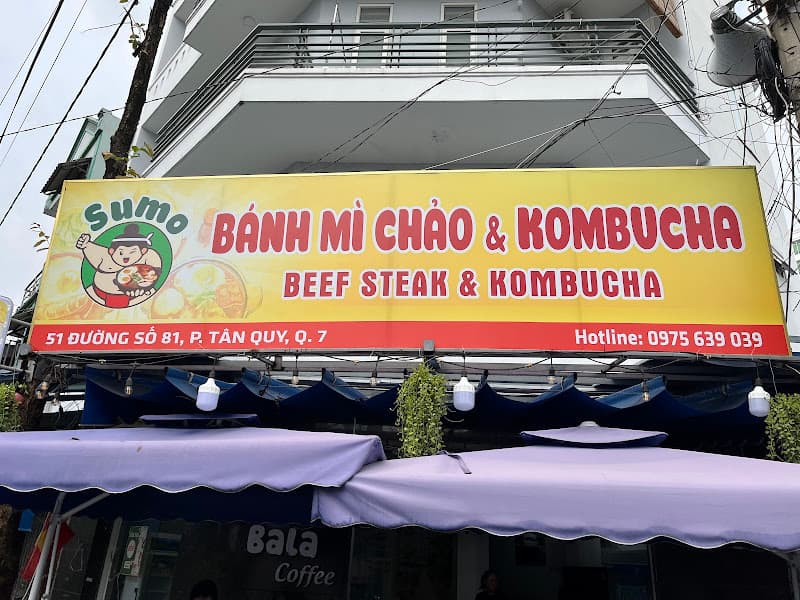 Sumo
BÁNH MÌ CHẢO & KOMBUCHA
BEEF STEAK & KOMBUCHA
51 ĐƯỜNG SỐ 81, P. TÂN QUY, Q. 7
Hotline: 0975 639 039
Bala
Coffee